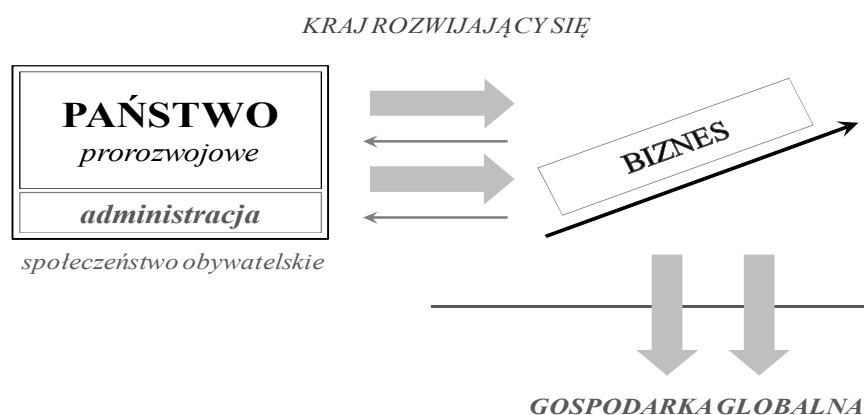 KRAJ ROZWIJAJĄCY SIĘ
PAŃSTWO
prorozwojowe
administracja
społeczeństwo obywatelskie
BIZNES
GOSPODARKA GLOBALNA